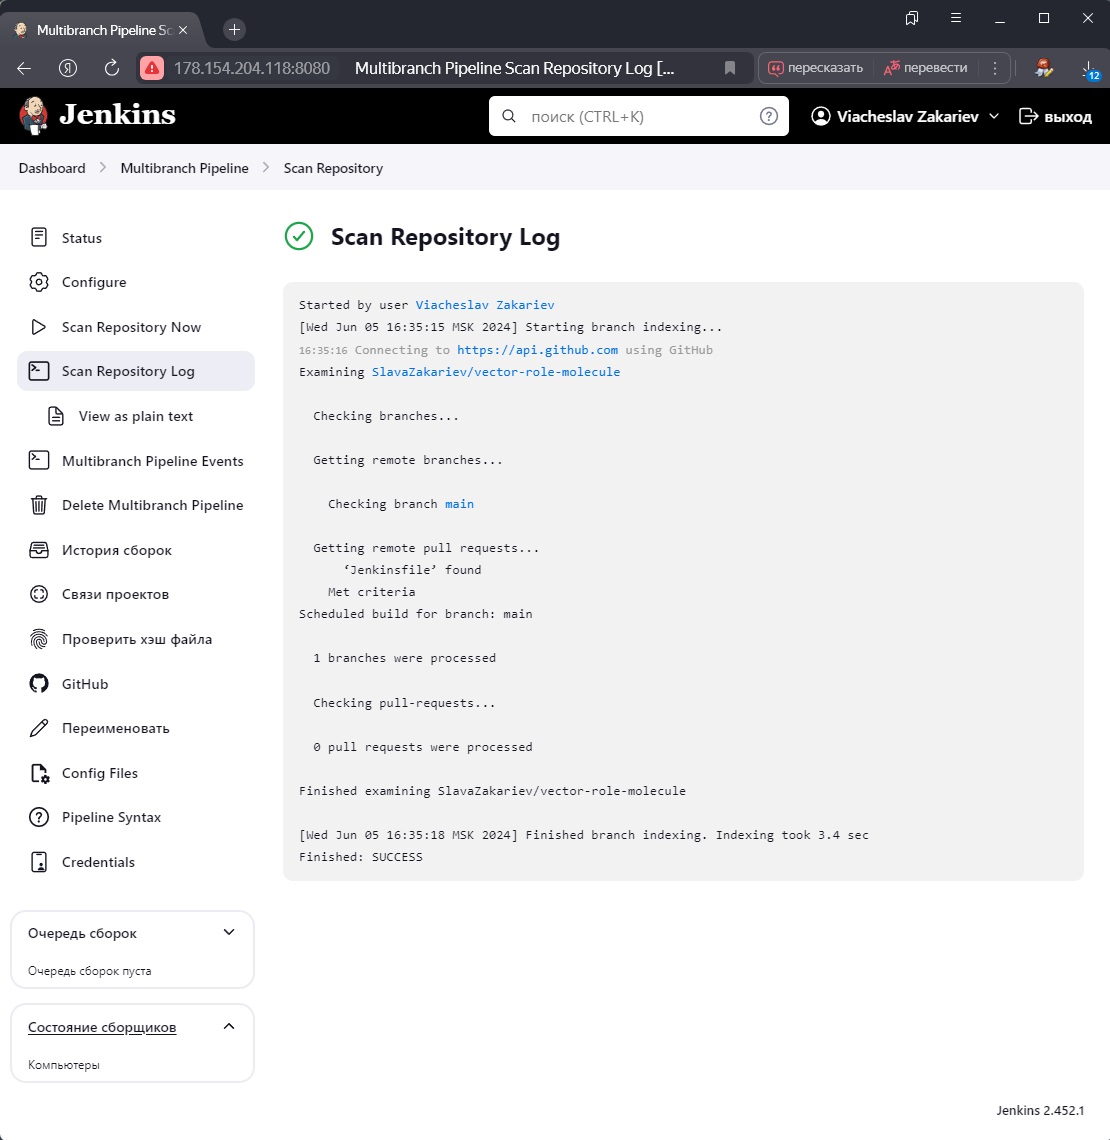 Multibranch Pipeline Sc
178.154.204.118:8080 Multibranch Pipeline Scan Repository Log [...
пересказать перевести
12
Jenkins
поиск (CTRL+K)
Viacheslav Zakariev
выход
Dashboard Multibranch Pipeline Scan Repository
Status
Configure
Scan Repository Now
Scan Repository Log
View as plain text
Multibranch Pipeline Events
Delete Multibranch Pipeline
История сборок
Связи проектов
Проверить хэш файла
GitHub
Переименовать
Config Files
Pipeline Syntax
Credentials
Очередь сборок
Очередь сборок пуста
Состояние сборщиков
Компьютеры
Scan Repository Log
Started by user Viacheslav Zakariev
[Wed Jun 05 16:35:15 MSK 2024] Starting branch indexing...
16:35:16 Connecting to https://api.github.com using GitHub
Examining SlavaZakariev/vector-role-molecule
Checking branches...
Getting remote branches...
Checking branch main
Getting remote pull requests...
‘Jenkinsfile’ found
Met criteria
Scheduled build for branch: main
1 branches were processed
Checking pull-requests...
0 pull requests were processed
Finished examining SlavaZakariev/vector-role-molecule
[Wed Jun 05 16:35:18 MSK 2024] Finished branch indexing. Indexing took 3.4 sec
Finished: SUCCESS
Jenkins 2.452.1